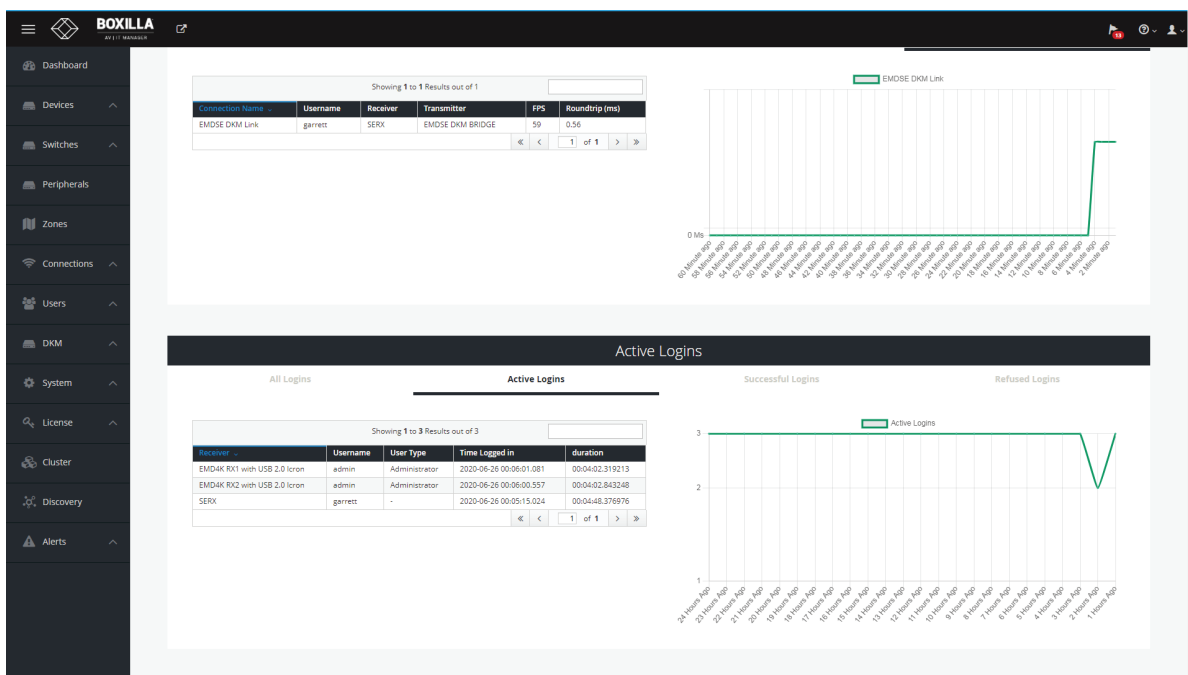 BOXILLA
AV | IT MANAGER
13
Dashboard
Devices
Switches
Peripherals
Zones
Connections
Users
DKM
System
License
Cluster
Discovery
Alerts
Showing 1 to 1 Results out of 1
Connection Name Username Receiver Transmitter FPS Roundtrip (ms)
EMDSE DKM Link garrett SERX EMDSE DKM BRIDGE 59 0.56
« < 1 of 1 > »
EMDSE DKM Link
1
0 Ms
60 Minute ago
58 Minute ago
56 Minute ago
54 Minute ago
52 Minute ago
50 Minute ago
48 Minute ago
46 Minute ago
44 Minute ago
42 Minute ago
40 Minute ago
38 Minute ago
36 Minute ago
34 Minute ago
32 Minute ago
30 Minute ago
28 Minute ago
26 Minute ago
24 Minute ago
22 Minute ago
20 Minute ago
18 Minute ago
16 Minute ago
14 Minute ago
12 Minute ago
10 Minute ago
8 Minute ago
6 Minute ago
4 Minute ago
2 Minute ago
Active Logins
All Logins Active Logins Successful Logins Refused Logins
Showing 1 to 3 Results out of 3
Receiver Username User Type Time Logged in duration
EMD4K RX1 with USB 2.0 Icron admin Administrator 2020-06-26 00:06:01.081 00:04:02.319213
EMD4K RX2 with USB 2.0 Icron admin Administrator 2020-06-26 00:06:00.557 00:04:02.843248
SERX garrett - 2020-06-26 00:05:15.024 00:04:48.376976
« < 1 of 1 > »
Active Logins
3
2
1
24 Hours Ago
23 Hours Ago
22 Hours Ago
21 Hours Ago
20 Hours Ago
19 Hours Ago
18 Hours Ago
17 Hours Ago
16 Hours Ago
15 Hours Ago
14 Hours Ago
13 Hours Ago
12 Hours Ago
11 Hours Ago
10 Hours Ago
9 Hours Ago
8 Hours Ago
7 Hours Ago
6 Hours Ago
5 Hours Ago
4 Hours Ago
3 Hours Ago
2 Hours Ago
1 Hours Ago